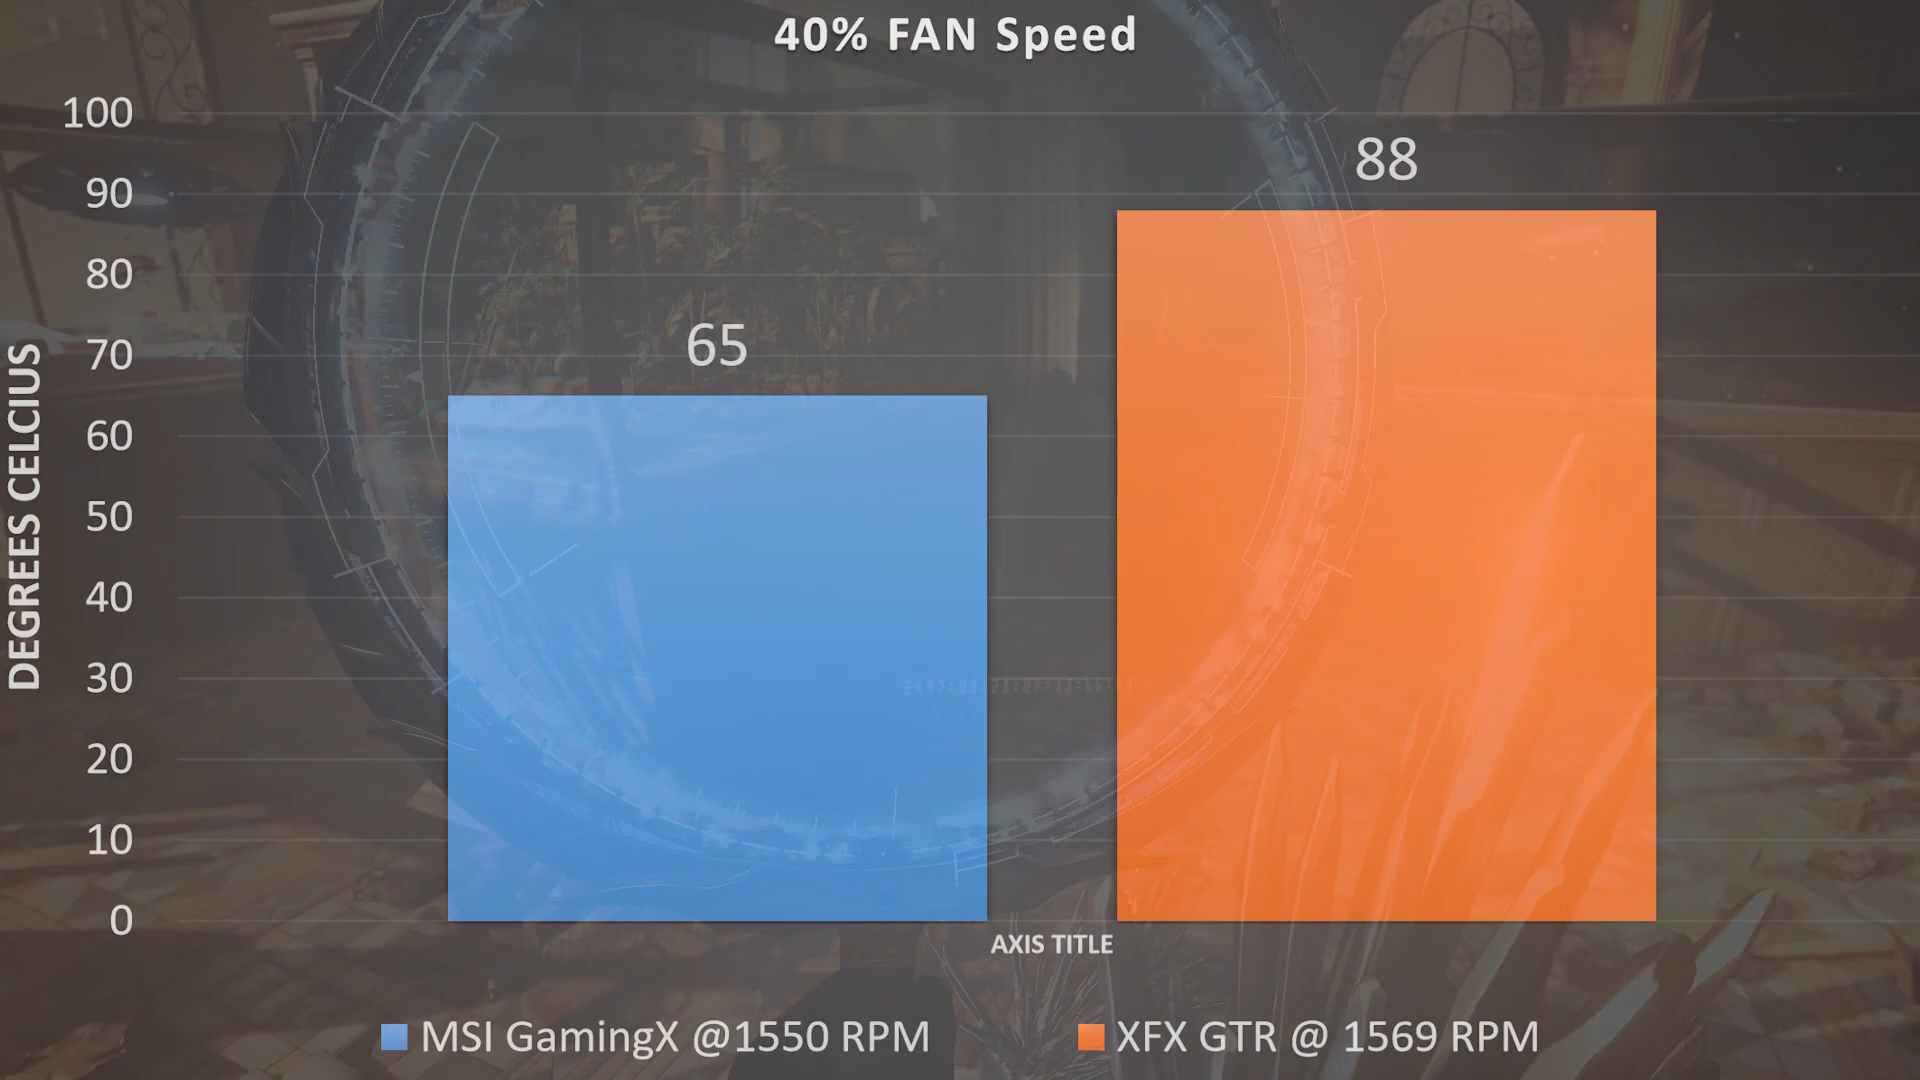 40% FAN Speed
100
90
80
70
60
50
40
30
20
10
0
DEGREES CELCIUS
65
88
AXIS TITLE
MSI GamingX @1550 RPM
XFX GTR @ 1569 RPM